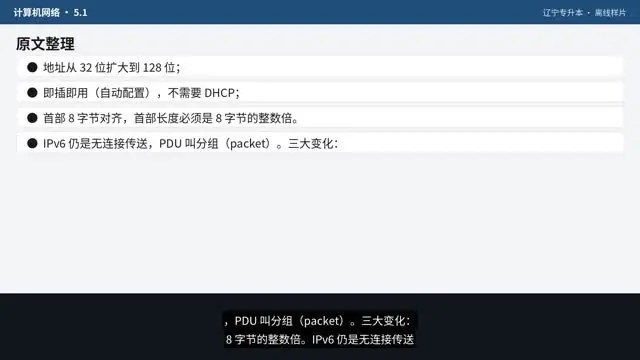 计算机网络 · 5.1
辽宁专升本 · 离线样片
原文整理
● 地址从 32 位扩大到 128 位；
● 即插即用（自动配置），不需要 DHCP；
● 首部 8 字节对齐，首部长度必须是 8 字节的整数倍。
● IPv6 仍是无连接传送，PDU 叫分组（packet）。三大变化：
，PDU 叫分组（packet）。三大变化：
8 字节的整数倍。IPv6 仍是无连接传送